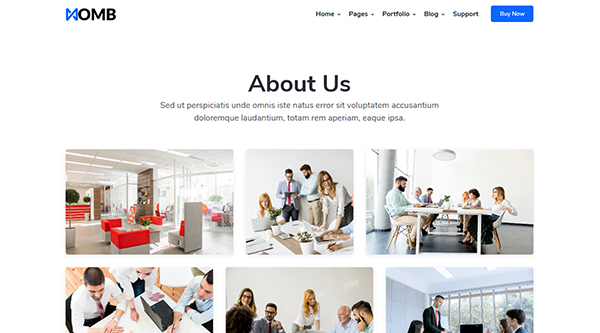 HOMB
Home Pages Portfolio Blog Support Buy Now
About Us
Sed ut perspiciatis unde omnis iste natus error sit voluptatem accusantium
doloremque laudantium, totam rem aperiam, eaque ipsa.